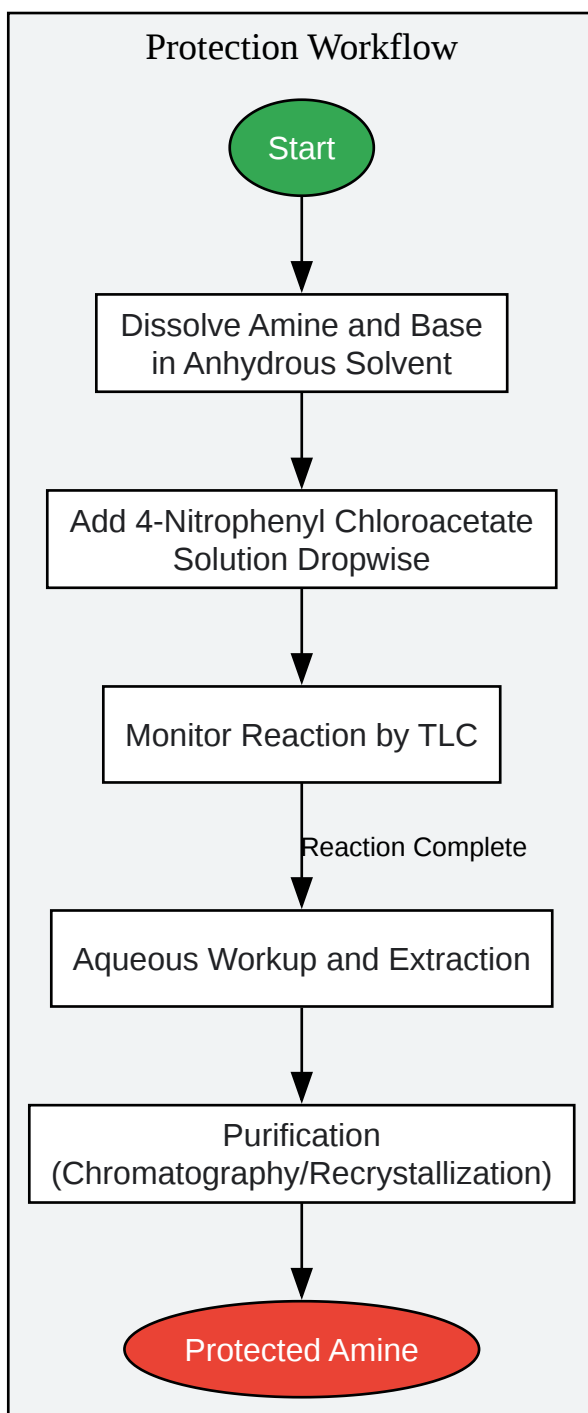 Protection Workflow
Start
Dissolve Amine and Base
in Anhydrous Solvent
Add 4-Nitrophenyl Chloroacetate
Solution Dropwise
Monitor Reaction by TLC
Reaction Complete
Aqueous Workup and Extraction
Purification
(Chromatography/Recrystallization)
Protected Amine